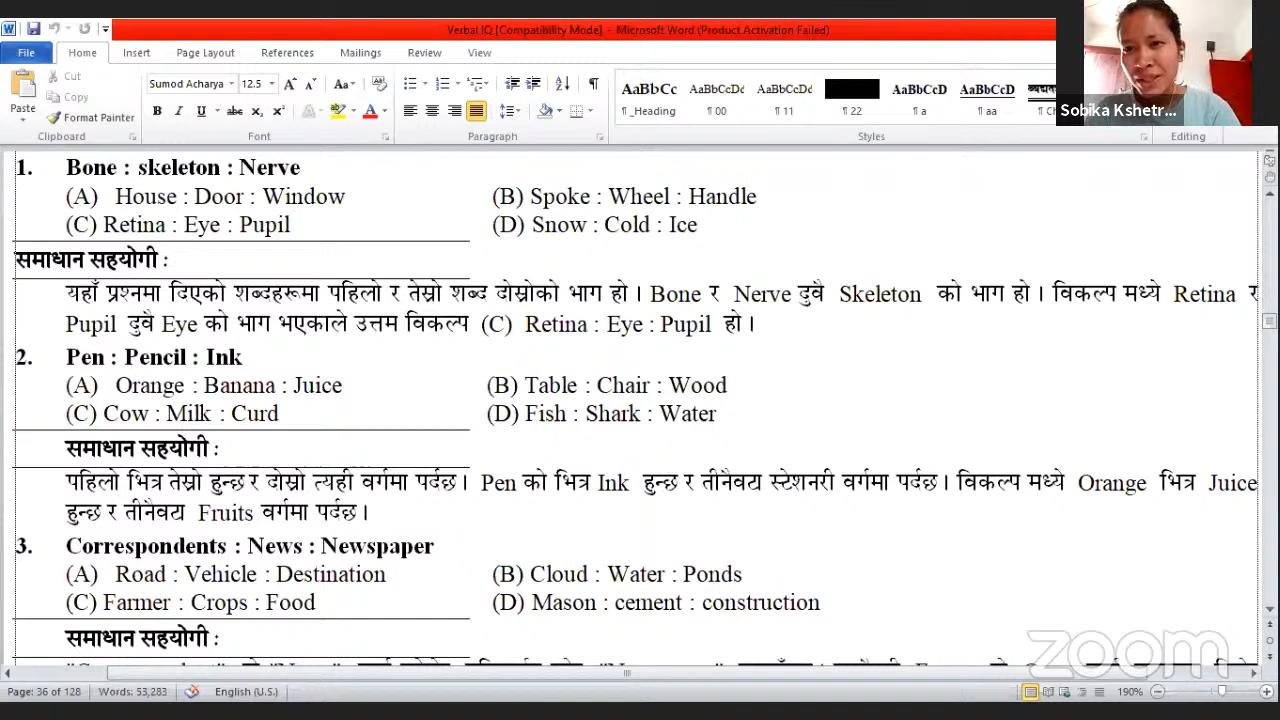 Verbal IQ [Compatibility Mode] - Microsoft Word (Product Activation Failed)
File Home Insert Page Layout References Mailings Review View
Cut
Copy
Format Painter
Paste
Sumod Acharya 12.5
AaBbCc AaBbCcDc AaBbCcDc AaBbCcD AaBbCcD
¶ _Heading ¶ 00 ¶ 11 ¶ 22 ¶ a ¶ aa
Clipboard Font Paragraph Styles Editing
Sobika Kshetr...
1. Bone : skeleton : Nerve
(A) House : Door : Window (B) Spoke : Wheel : Handle
(C) Retina : Eye : Pupil (D) Snow : Cold : Ice
समाधान सहयोगी :
यहाँ प्रश्नमा दिएको शब्दहरूमा पहिलो र तेस्रो शब्द दोस्रोको भाग हो । Bone र Nerve दुवै Skeleton को भाग हो । विकल्प मध्ये Retina र
Pupil दुवै Eye को भाग भएकाले उत्तम विकल्प (C) Retina : Eye : Pupil हो ।
2. Pen : Pencil : Ink
(A) Orange : Banana : Juice (B) Table : Chair : Wood
(C) Cow : Milk : Curd (D) Fish : Shark : Water
समाधान सहयोगी :
पहिलो भित्र तेस्रो हुन्छ र दोस्रो त्यही वर्गमा पर्दछ । Pen को भित्र Ink हुन्छ र तीनैवटा स्टेशनरी वर्गमा पर्दछ । विकल्प मध्ये Orange भित्र Juice
हुन्छ र तीनैवटा Fruits वर्गमा पर्दछ ।
3. Correspondents : News : Newspaper
(A) Road : Vehicle : Destination (B) Cloud : Water : Ponds
(C) Farmer : Crops : Food (D) Mason : cement : construction
समाधान सहयोगी :
zoom
Page: 36 of 128 Words: 53,283 English (U.S.) 190%